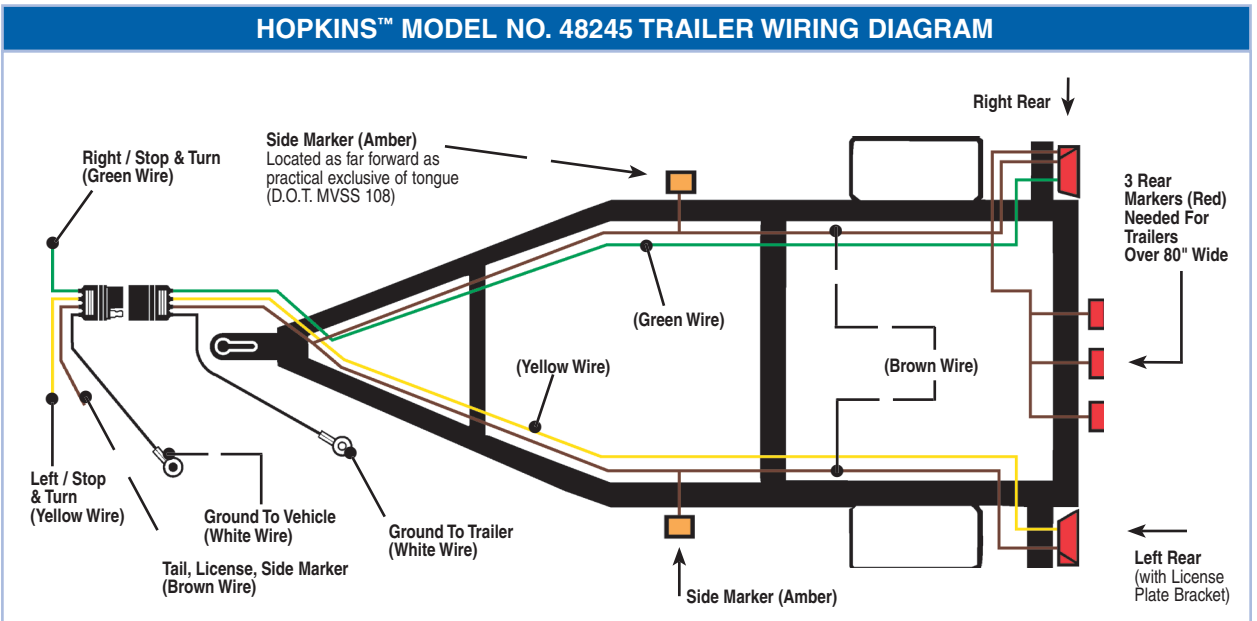 HOPKINS™ MODEL NO. 48245 TRAILER WIRING DIAGRAM
Right Rear
Side Marker (Amber)
Located as far forward as
practical exclusive of tongue
(D.O.T. MVSS 108)
Right / Stop & Turn
(Green Wire)
3 Rear
Markers (Red)
Needed For
Trailers
Over 80" Wide
(Green Wire)
(Yellow Wire)
(Brown Wire)
Left / Stop
& Turn
(Yellow Wire)
Ground To Vehicle
(White Wire)
Ground To Trailer
(White Wire)
Tail, License, Side Marker
(Brown Wire)
Side Marker (Amber)
Left Rear
(with License
Plate Bracket)